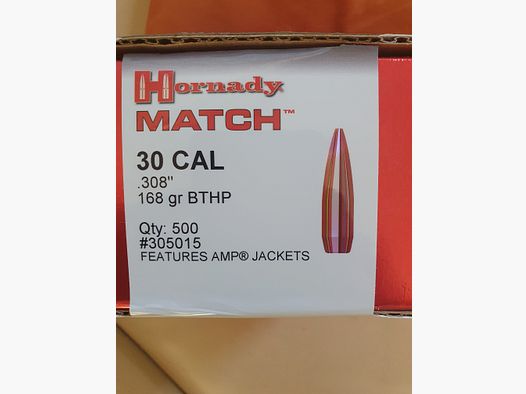 Hornady
MATCH™
30 CAL
.308"
168 gr BTHP
Qty: 500
#305015
FEATURES AMP® JACKETS